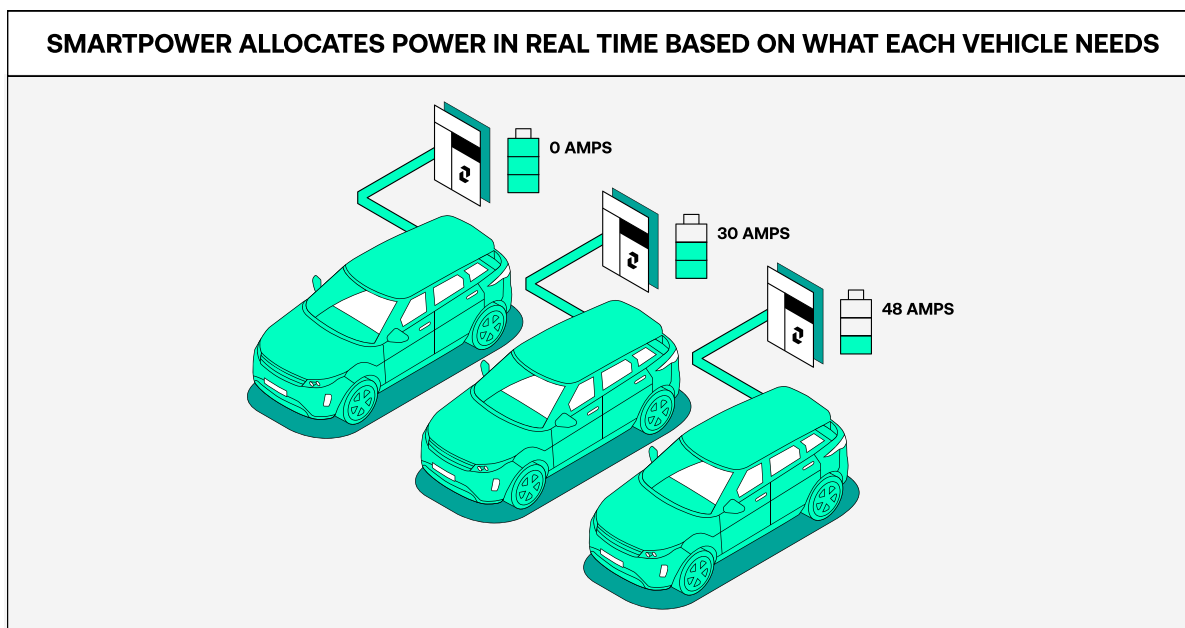 SMARTPOWER ALLOCATES POWER IN REAL TIME BASED ON WHAT EACH VEHICLE NEEDS
0 AMPS
30 AMPS
48 AMPS